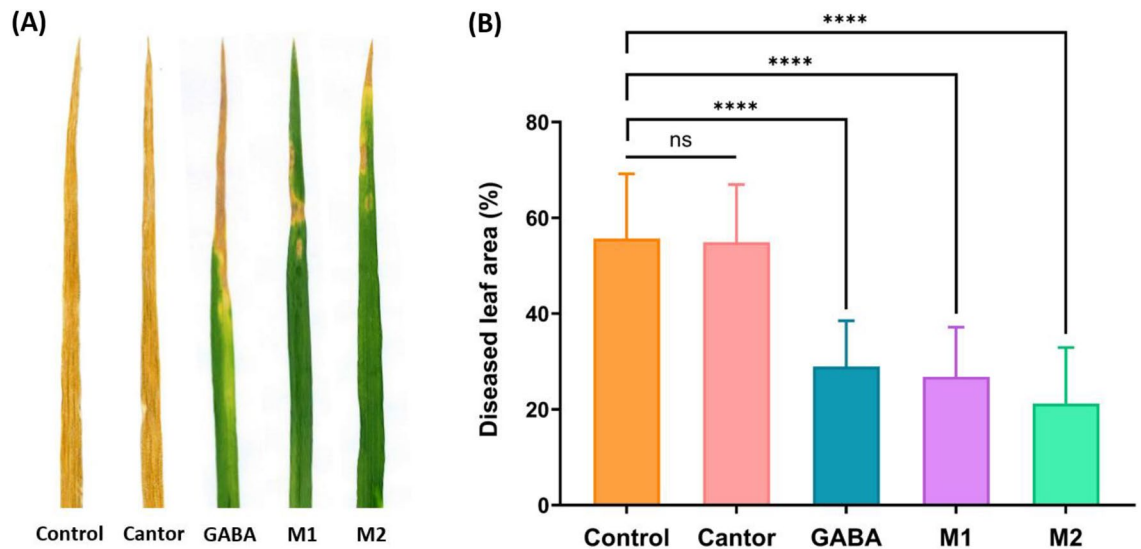 (A)
Control Cantor GABA M1 M2
(B)
****
****
****
ns
Diseased leaf area (%)
80
60
40
20
0
Control Cantor GABA M1 M2